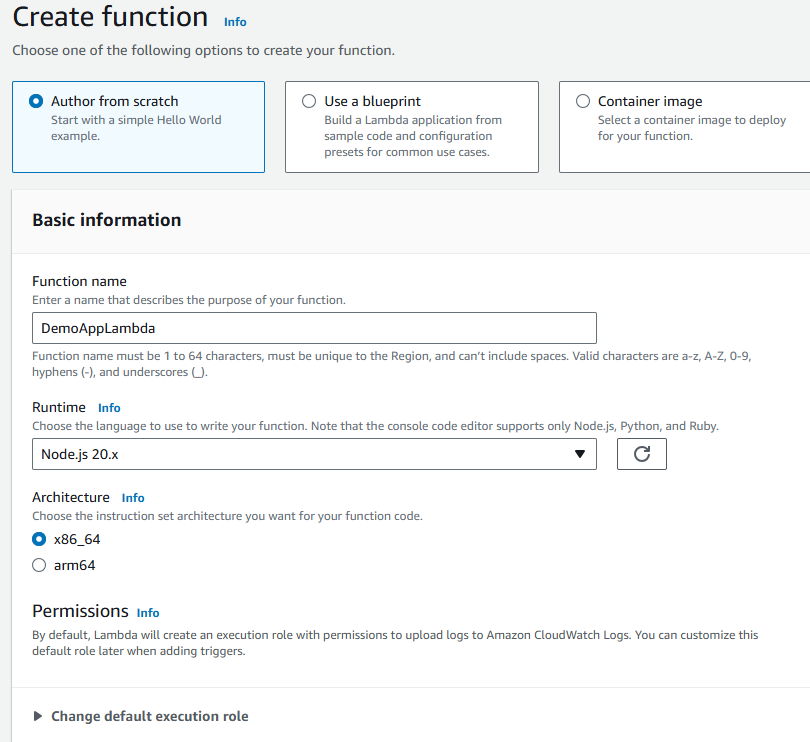 Create function Info
Choose one of the following options to create your function.
Author from scratch
Start with a simple Hello World
example.
Use a blueprint
Build a Lambda application from
sample code and configuration
presets for common use cases.
Container image
Select a container image to deploy
for your function.
Basic information
Function name
Enter a name that describes the purpose of your function.
DemoAppLambda
Function name must be 1 to 64 characters, must be unique to the Region, and can't include spaces. Valid characters are a-z, A-Z, 0-9,
hyphens (-), and underscores (_).
Runtime Info
Choose the language to use to write your function. Note that the console code editor supports only Node.js, Python, and Ruby.
Node.js 20.x
Architecture Info
Choose the instruction set architecture you want for your function code.
x86_64
arm64
Permissions Info
By default, Lambda will create an execution role with permissions to upload logs to Amazon CloudWatch Logs. You can customize this
default role later when adding triggers.
Change default execution role